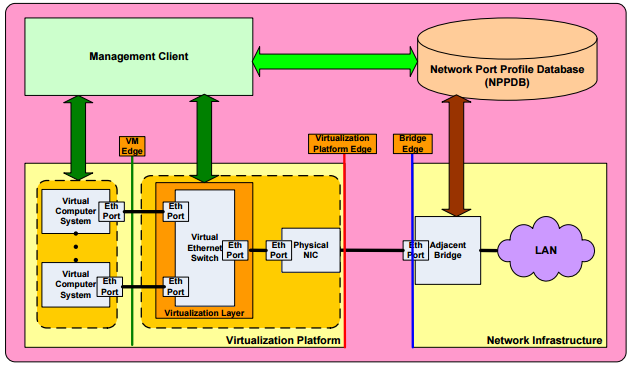 Management Client
Network Port Profile Database
(NPPDB)
VM
Edge
Virtualization
Platform Edge
Bridge
Edge
Virtual
Computer
System
Eth
Port
Eth
Port
Virtual
Ethernet
Switch
Eth
Port
Eth
Port
Physical
NIC
Eth
Port
Adjacent
Bridge
LAN
Virtual
Computer
System
Eth
Port
Eth
Port
Virtualization Layer
Virtualization Platform
Network Infrastructure